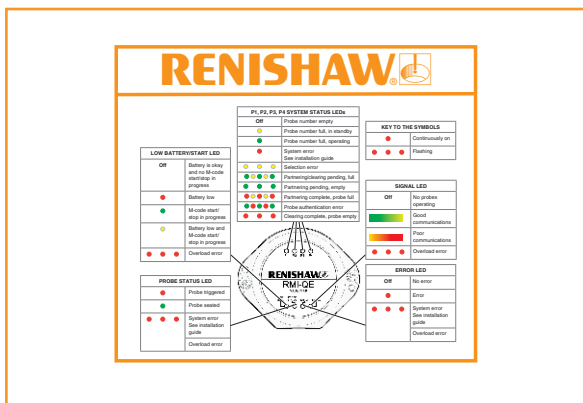 RENISHAW
P1, P2, P3, P4 SYSTEM STATUS LEDs
Off Probe number empty
Probe number full, in standby
Probe number full, operating
System error
See installation guide
Selection error
Partnering/clearing pending, full
Partnering pending, empty
Partnering complete, probe full
Probe authentication error
Clearing complete, probe empty
KEY TO THE SYMBOLS
Continuously on
Flashing
LOW BATTERY/START LED
Off Battery is okay
and no M-code
start/stop in
progress
Battery low
M-code start/
stop in progress
Battery low and
M-code start/
stop in progress
Overload error
SIGNAL LED
Off No probes
operating
Good
communications
Poor
communications
Overload error
RENISHAW
RMI-QE
PROBE STATUS LED
Probe triggered
Probe seated
System error
See installation
guide
Overload error
ERROR LED
Off No error
Error
System error
See installation
guide
Overload error